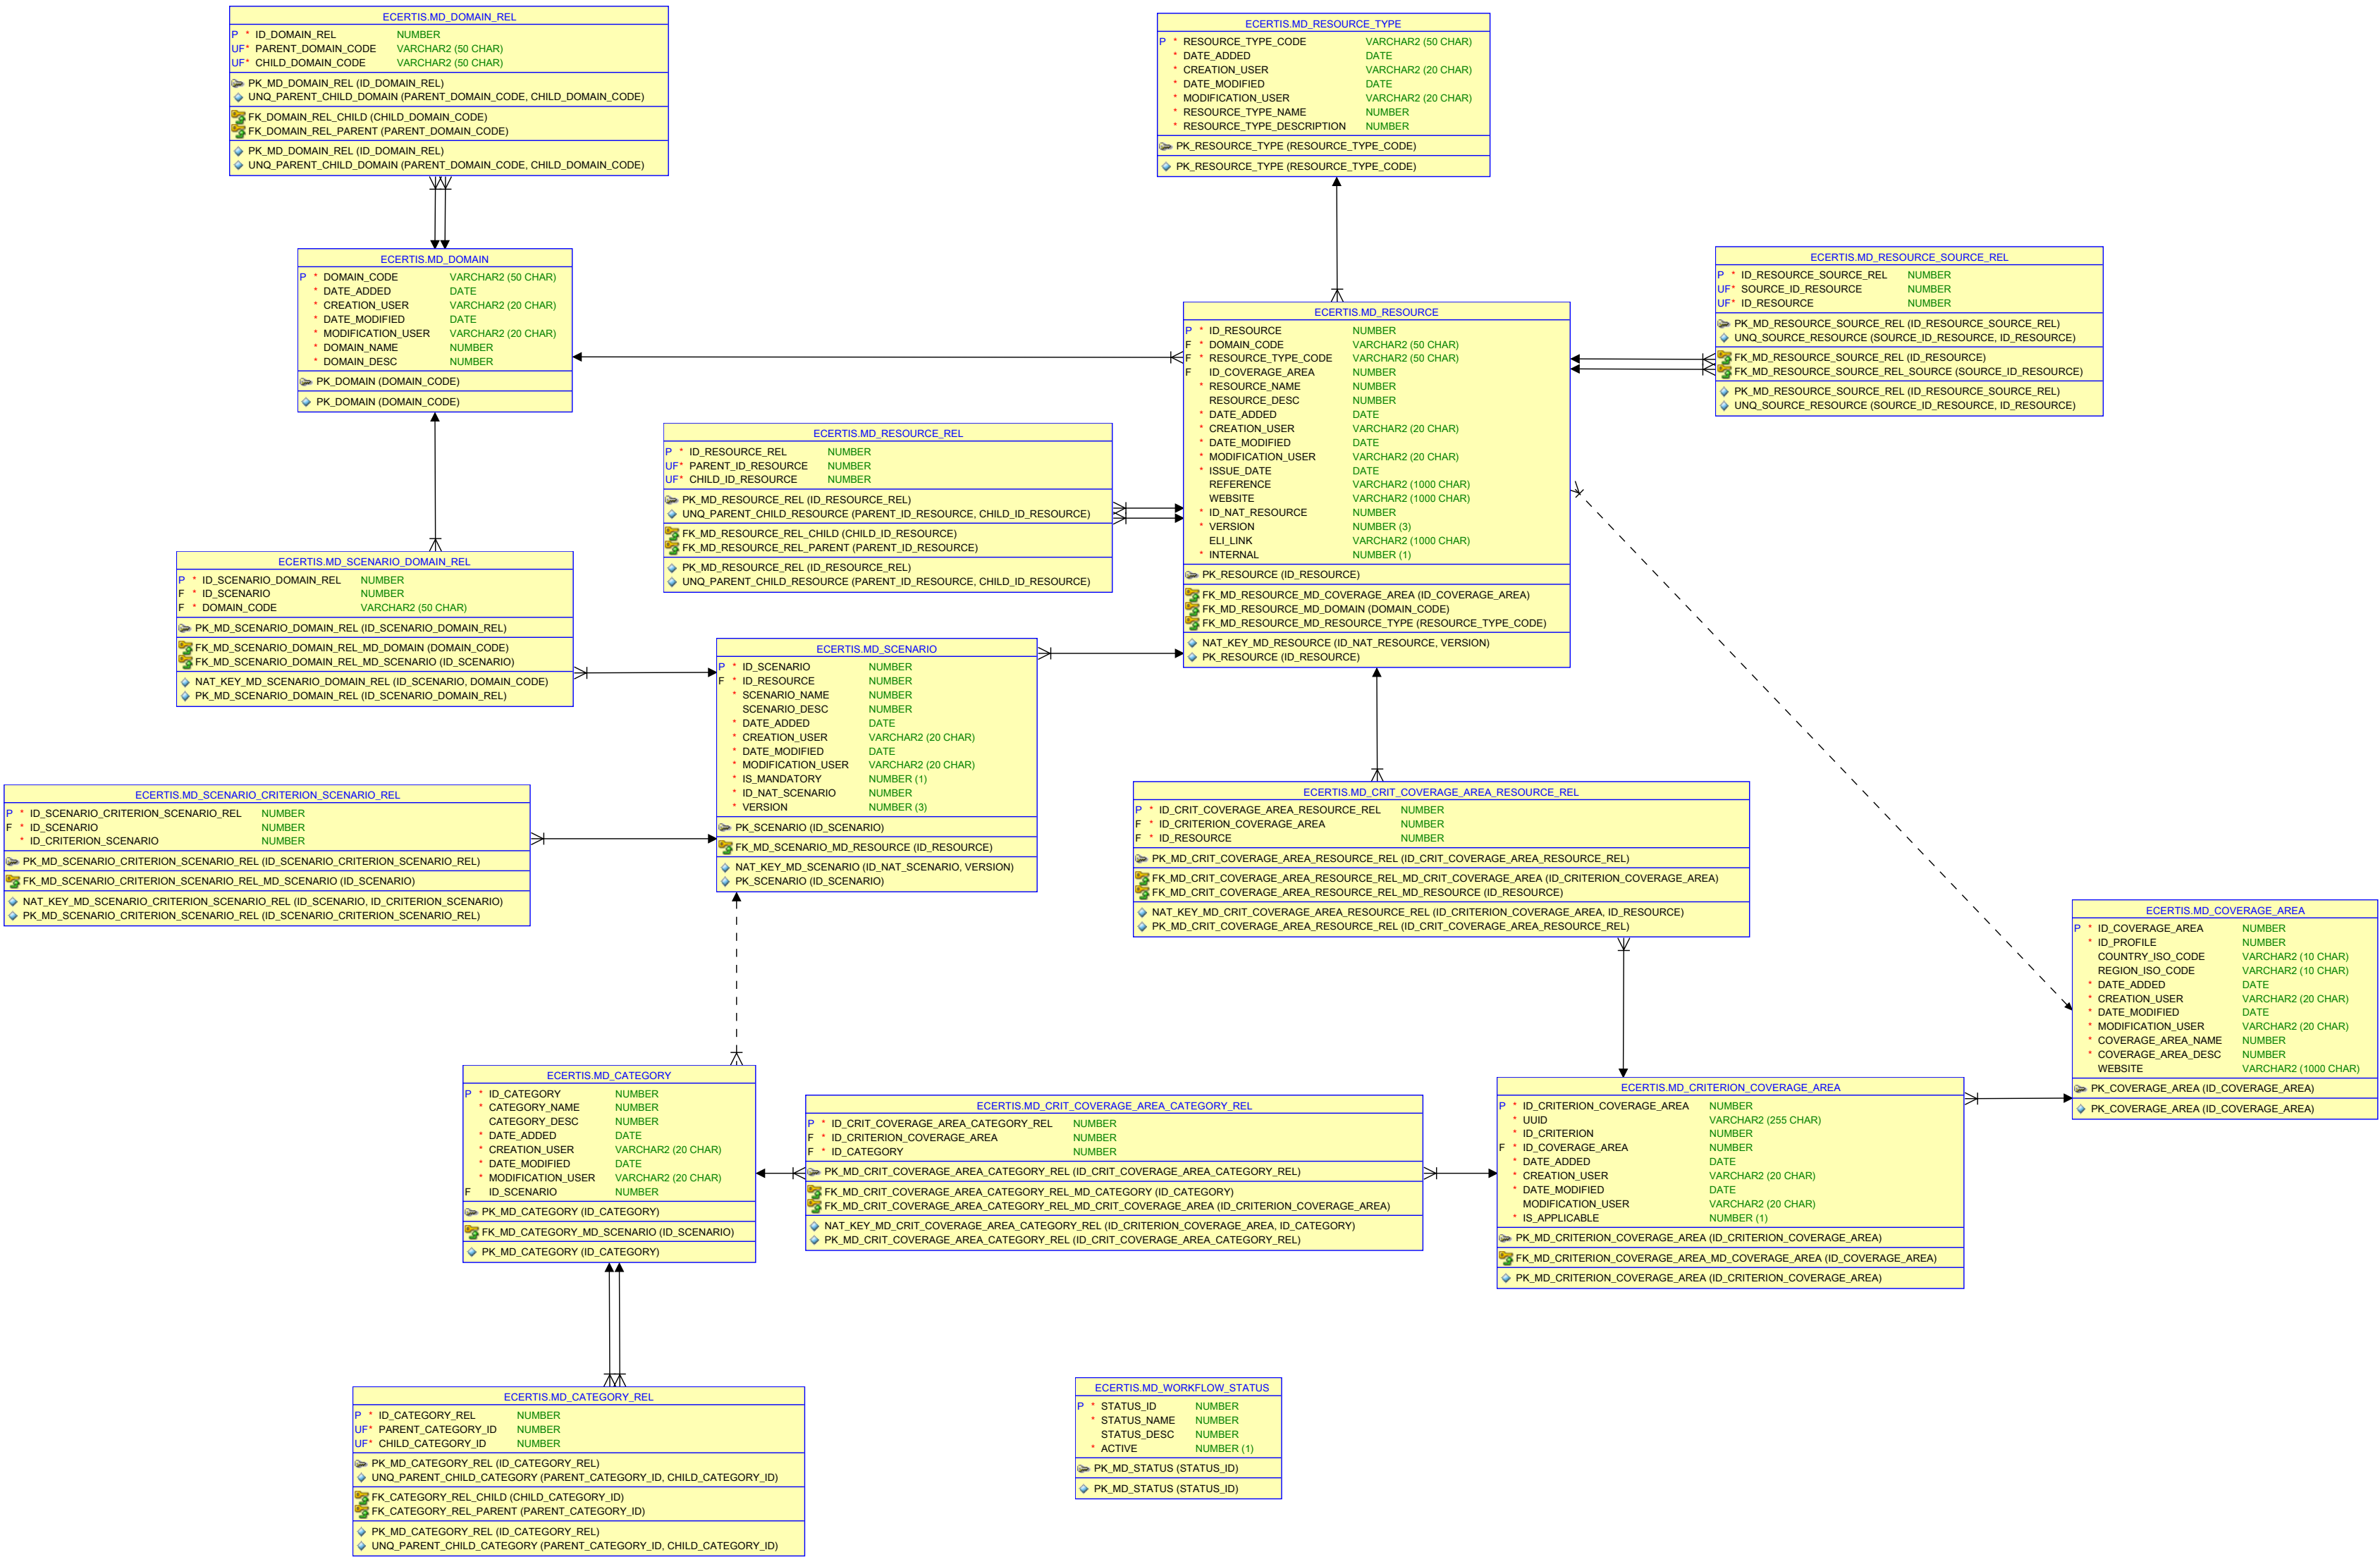 ECERTIS.MD_DOMAIN_REL
P * ID_DOMAIN_REL NUMBER
UF* PARENT_DOMAIN_CODE VARCHAR2 (50 CHAR)
UF* CHILD_DOMAIN_CODE VARCHAR2 (50 CHAR)
PK_MD_DOMAIN_REL (ID_DOMAIN_REL)
UNQ_PARENT_CHILD_DOMAIN (PARENT_DOMAIN_CODE, CHILD_DOMAIN_CODE)
FK_DOMAIN_REL_CHILD (CHILD_DOMAIN_CODE)
FK_DOMAIN_REL_PARENT (PARENT_DOMAIN_CODE)
PK_MD_DOMAIN_REL (ID_DOMAIN_REL)
UNQ_PARENT_CHILD_DOMAIN (PARENT_DOMAIN_CODE, CHILD_DOMAIN_CODE)
ECERTIS.MD_RESOURCE_TYPE
P * RESOURCE_TYPE_CODE VARCHAR2 (50 CHAR)
* DATE_ADDED DATE
* CREATION_USER VARCHAR2 (20 CHAR)
* DATE_MODIFIED DATE
* MODIFICATION_USER VARCHAR2 (20 CHAR)
* RESOURCE_TYPE_NAME NUMBER
* RESOURCE_TYPE_DESCRIPTION NUMBER
PK_RESOURCE_TYPE (RESOURCE_TYPE_CODE)
PK_RESOURCE_TYPE (RESOURCE_TYPE_CODE)
ECERTIS.MD_DOMAIN
P * DOMAIN_CODE VARCHAR2 (50 CHAR)
* DATE_ADDED DATE
* CREATION_USER VARCHAR2 (20 CHAR)
* DATE_MODIFIED DATE
* MODIFICATION_USER VARCHAR2 (20 CHAR)
* DOMAIN_NAME NUMBER
* DOMAIN_DESC NUMBER
PK_DOMAIN (DOMAIN_CODE)
PK_DOMAIN (DOMAIN_CODE)
ECERTIS.MD_RESOURCE_SOURCE_REL
P * ID_RESOURCE_SOURCE_REL NUMBER
UF* SOURCE_ID_RESOURCE NUMBER
UF* ID_RESOURCE NUMBER
PK_MD_RESOURCE_SOURCE_REL (ID_RESOURCE_SOURCE_REL)
UNQ_SOURCE_RESOURCE (SOURCE_ID_RESOURCE, ID_RESOURCE)
FK_MD_RESOURCE_SOURCE_REL (ID_RESOURCE)
FK_MD_RESOURCE_SOURCE_REL_SOURCE (SOURCE_ID_RESOURCE)
PK_MD_RESOURCE_SOURCE_REL (ID_RESOURCE_SOURCE_REL)
UNQ_SOURCE_RESOURCE (SOURCE_ID_RESOURCE, ID_RESOURCE)
ECERTIS.MD_RESOURCE
P * ID_RESOURCE NUMBER
F * DOMAIN_CODE VARCHAR2 (50 CHAR)
F * RESOURCE_TYPE_CODE VARCHAR2 (50 CHAR)
F ID_COVERAGE_AREA NUMBER
* RESOURCE_NAME NUMBER
RESOURCE_DESC NUMBER
* DATE_ADDED DATE
* CREATION_USER VARCHAR2 (20 CHAR)
* DATE_MODIFIED DATE
* MODIFICATION_USER VARCHAR2 (20 CHAR)
* ISSUE_DATE DATE
REFERENCE VARCHAR2 (1000 CHAR)
WEBSITE VARCHAR2 (1000 CHAR)
* ID_NAT_RESOURCE NUMBER
* VERSION NUMBER (3)
ELI_LINK VARCHAR2 (1000 CHAR)
* INTERNAL NUMBER (1)
PK_RESOURCE (ID_RESOURCE)
FK_MD_RESOURCE_MD_COVERAGE_AREA (ID_COVERAGE_AREA)
FK_MD_RESOURCE_MD_DOMAIN (DOMAIN_CODE)
FK_MD_RESOURCE_MD_RESOURCE_TYPE (RESOURCE_TYPE_CODE)
NAT_KEY_MD_RESOURCE (ID_NAT_RESOURCE, VERSION)
PK_RESOURCE (ID_RESOURCE)
ECERTIS.MD_RESOURCE_REL
P * ID_RESOURCE_REL NUMBER
UF* PARENT_ID_RESOURCE NUMBER
UF* CHILD_ID_RESOURCE NUMBER
PK_MD_RESOURCE_REL (ID_RESOURCE_REL)
UNQ_PARENT_CHILD_RESOURCE (PARENT_ID_RESOURCE, CHILD_ID_RESOURCE)
FK_MD_RESOURCE_REL_CHILD (CHILD_ID_RESOURCE)
FK_MD_RESOURCE_REL_PARENT (PARENT_ID_RESOURCE)
PK_MD_RESOURCE_REL (ID_RESOURCE_REL)
UNQ_PARENT_CHILD_RESOURCE (PARENT_ID_RESOURCE, CHILD_ID_RESOURCE)
ECERTIS.MD_SCENARIO_DOMAIN_REL
P * ID_SCENARIO_DOMAIN_REL NUMBER
F * ID_SCENARIO NUMBER
F * DOMAIN_CODE VARCHAR2 (50 CHAR)
PK_MD_SCENARIO_DOMAIN_REL (ID_SCENARIO_DOMAIN_REL)
FK_MD_SCENARIO_DOMAIN_REL_MD_DOMAIN (DOMAIN_CODE)
FK_MD_SCENARIO_DOMAIN_REL_MD_SCENARIO (ID_SCENARIO)
NAT_KEY_MD_SCENARIO_DOMAIN_REL (ID_SCENARIO, DOMAIN_CODE)
PK_MD_SCENARIO_DOMAIN_REL (ID_SCENARIO_DOMAIN_REL)
ECERTIS.MD_SCENARIO
P * ID_SCENARIO NUMBER
F * ID_RESOURCE NUMBER
* SCENARIO_NAME NUMBER
SCENARIO_DESC NUMBER
* DATE_ADDED DATE
* CREATION_USER VARCHAR2 (20 CHAR)
* DATE_MODIFIED DATE
* MODIFICATION_USER VARCHAR2 (20 CHAR)
* IS_MANDATORY NUMBER (1)
* ID_NAT_SCENARIO NUMBER
* VERSION NUMBER (3)
PK_SCENARIO (ID_SCENARIO)
FK_MD_SCENARIO_MD_RESOURCE (ID_RESOURCE)
NAT_KEY_MD_SCENARIO (ID_NAT_SCENARIO, VERSION)
PK_SCENARIO (ID_SCENARIO)
ECERTIS.MD_SCENARIO_CRITERION_SCENARIO_REL
P * ID_SCENARIO_CRITERION_SCENARIO_REL NUMBER
F * ID_SCENARIO NUMBER
* ID_CRITERION_SCENARIO NUMBER
PK_MD_SCENARIO_CRITERION_SCENARIO_REL (ID_SCENARIO_CRITERION_SCENARIO_REL)
FK_MD_SCENARIO_CRITERION_SCENARIO_REL_MD_SCENARIO (ID_SCENARIO)
NAT_KEY_MD_SCENARIO_CRITERION_SCENARIO_REL (ID_SCENARIO, ID_CRITERION_SCENARIO)
PK_MD_SCENARIO_CRITERION_SCENARIO_REL (ID_SCENARIO_CRITERION_SCENARIO_REL)
ECERTIS.MD_CRIT_COVERAGE_AREA_RESOURCE_REL
P * ID_CRIT_COVERAGE_AREA_RESOURCE_REL NUMBER
F * ID_CRITERION_COVERAGE_AREA NUMBER
F * ID_RESOURCE NUMBER
PK_MD_CRIT_COVERAGE_AREA_RESOURCE_REL (ID_CRIT_COVERAGE_AREA_RESOURCE_REL)
FK_MD_CRIT_COVERAGE_AREA_RESOURCE_REL_MD_CRIT_COVERAGE_AREA (ID_CRITERION_COVERAGE_AREA)
FK_MD_CRIT_COVERAGE_AREA_RESOURCE_REL_MD_RESOURCE (ID_RESOURCE)
NAT_KEY_MD_CRIT_COVERAGE_AREA_RESOURCE_REL (ID_CRITERION_COVERAGE_AREA, ID_RESOURCE)
PK_MD_CRIT_COVERAGE_AREA_RESOURCE_REL (ID_CRIT_COVERAGE_AREA_RESOURCE_REL)
ECERTIS.MD_COVERAGE_AREA
P * ID_COVERAGE_AREA NUMBER
* ID_PROFILE NUMBER
COUNTRY_ISO_CODE VARCHAR2 (10 CHAR)
REGION_ISO_CODE VARCHAR2 (10 CHAR)
* DATE_ADDED DATE
* CREATION_USER VARCHAR2 (20 CHAR)
* DATE_MODIFIED DATE
* MODIFICATION_USER VARCHAR2 (20 CHAR)
* COVERAGE_AREA_NAME NUMBER
* COVERAGE_AREA_DESC NUMBER
WEBSITE VARCHAR2 (1000 CHAR)
PK_COVERAGE_AREA (ID_COVERAGE_AREA)
PK_COVERAGE_AREA (ID_COVERAGE_AREA)
ECERTIS.MD_CATEGORY
P * ID_CATEGORY NUMBER
* CATEGORY_NAME NUMBER
CATEGORY_DESC NUMBER
* DATE_ADDED DATE
* CREATION_USER VARCHAR2 (20 CHAR)
* DATE_MODIFIED DATE
* MODIFICATION_USER VARCHAR2 (20 CHAR)
F ID_SCENARIO NUMBER
PK_MD_CATEGORY (ID_CATEGORY)
FK_MD_CATEGORY_MD_SCENARIO (ID_SCENARIO)
PK_MD_CATEGORY (ID_CATEGORY)
ECERTIS.MD_CRIT_COVERAGE_AREA_CATEGORY_REL
P * ID_CRIT_COVERAGE_AREA_CATEGORY_REL NUMBER
F * ID_CRITERION_COVERAGE_AREA NUMBER
F * ID_CATEGORY NUMBER
PK_MD_CRIT_COVERAGE_AREA_CATEGORY_REL (ID_CRIT_COVERAGE_AREA_CATEGORY_REL)
FK_MD_CRIT_COVERAGE_AREA_CATEGORY_REL_MD_CATEGORY (ID_CATEGORY)
FK_MD_CRIT_COVERAGE_AREA_CATEGORY_REL_MD_CRIT_COVERAGE_AREA (ID_CRITERION_COVERAGE_AREA)
NAT_KEY_MD_CRIT_COVERAGE_AREA_CATEGORY_REL (ID_CRITERION_COVERAGE_AREA, ID_CATEGORY)
PK_MD_CRIT_COVERAGE_AREA_CATEGORY_REL (ID_CRIT_COVERAGE_AREA_CATEGORY_REL)
ECERTIS.MD_CRITERION_COVERAGE_AREA
P * ID_CRITERION_COVERAGE_AREA NUMBER
* UUID VARCHAR2 (255 CHAR)
* ID_CRITERION NUMBER
F * ID_COVERAGE_AREA NUMBER
* DATE_ADDED DATE
* CREATION_USER VARCHAR2 (20 CHAR)
* DATE_MODIFIED DATE
MODIFICATION_USER VARCHAR2 (20 CHAR)
* IS_APPLICABLE NUMBER (1)
PK_MD_CRITERION_COVERAGE_AREA (ID_CRITERION_COVERAGE_AREA)
FK_MD_CRITERION_COVERAGE_AREA_MD_COVERAGE_AREA (ID_COVERAGE_AREA)
PK_MD_CRITERION_COVERAGE_AREA (ID_CRITERION_COVERAGE_AREA)
ECERTIS.MD_CATEGORY_REL
P * ID_CATEGORY_REL NUMBER
UF* PARENT_CATEGORY_ID NUMBER
UF* CHILD_CATEGORY_ID NUMBER
PK_MD_CATEGORY_REL (ID_CATEGORY_REL)
UNQ_PARENT_CHILD_CATEGORY (PARENT_CATEGORY_ID, CHILD_CATEGORY_ID)
FK_CATEGORY_REL_CHILD (CHILD_CATEGORY_ID)
FK_CATEGORY_REL_PARENT (PARENT_CATEGORY_ID)
PK_MD_CATEGORY_REL (ID_CATEGORY_REL)
UNQ_PARENT_CHILD_CATEGORY (PARENT_CATEGORY_ID, CHILD_CATEGORY_ID)
ECERTIS.MD_WORKFLOW_STATUS
P * STATUS_ID NUMBER
* STATUS_NAME NUMBER
STATUS_DESC NUMBER
* ACTIVE NUMBER (1)
PK_MD_STATUS (STATUS_ID)
PK_MD_STATUS (STATUS_ID)